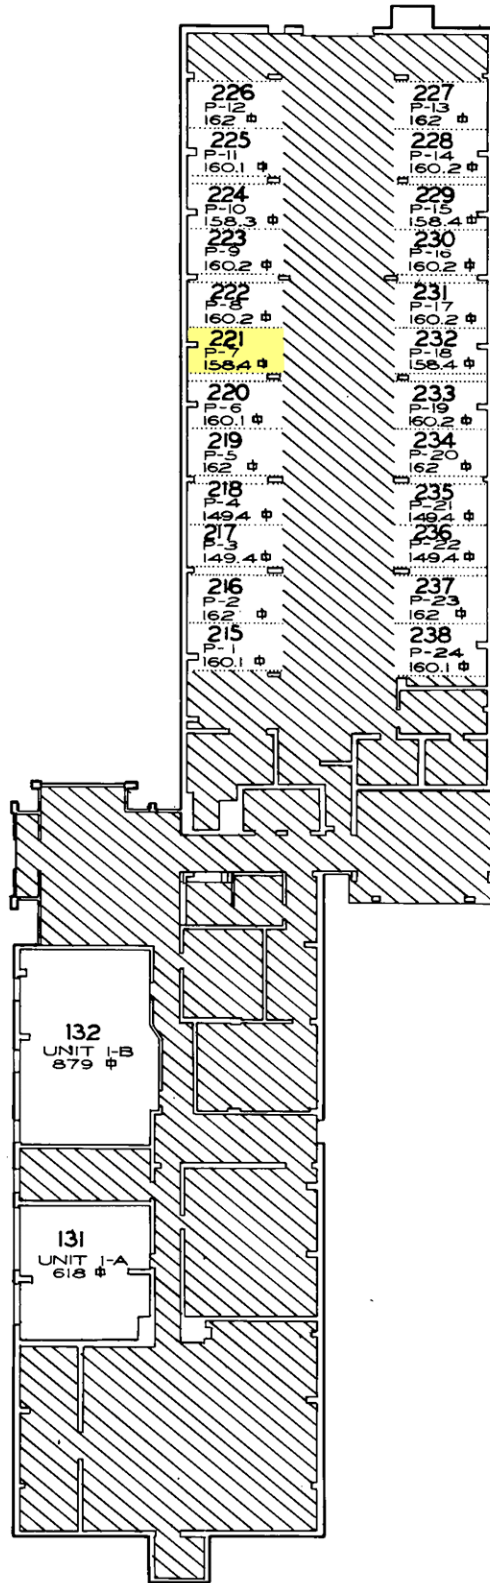 226
P-12
162 ⌽
227
P-13
162 ⌽
225
P-11
160.1 ⌽
228
P-14
160.2 ⌽
224
P-10
158.3 ⌽
229
P-15
158.4 ⌽
223
P-9
160.2 ⌽
230
P-16
160.2 ⌽
222
P-8
160.2 ⌽
231
P-17
160.2 ⌽
221
P-7
158.4 ⌽
232
P-18
158.4 ⌽
220
P-6
160.1 ⌽
233
P-19
160.2 ⌽
219
P-5
162 ⌽
234
P-20
162 ⌽
218
P-4
149.4 ⌽
235
P-21
149.4 ⌽
217
P-3
149.4 ⌽
236
P-22
149.4 ⌽
216
P-2
162 ⌽
237
P-23
162 ⌽
215
P-1
160.1 ⌽
238
P-24
160.1 ⌽
132
UNIT 1-B
879 ⌽
131
UNIT 1-A
618 ⌽